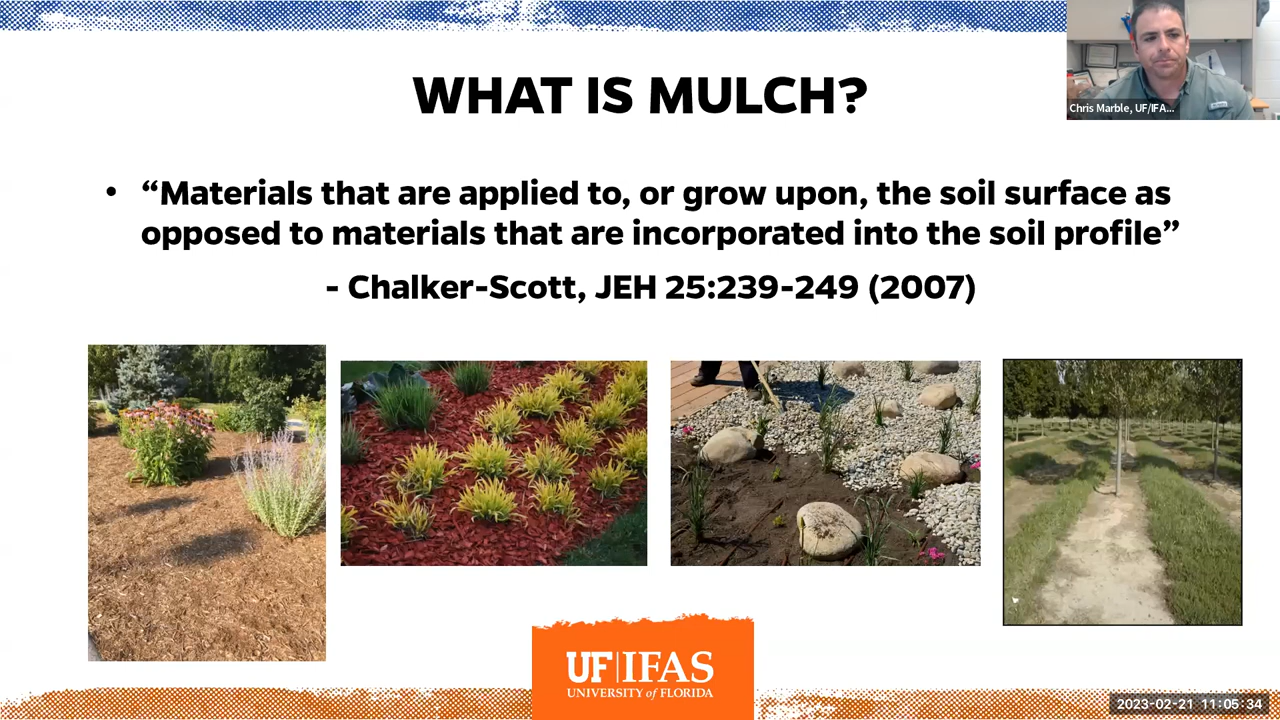 WHAT IS MULCH?
Chris Marble, UF/IFA...
• “Materials that are applied to, or grow upon, the soil surface as
opposed to materials that are incorporated into the soil profile”
- Chalker-Scott, JEH 25:239-249 (2007)
UF|IFAS
UNIVERSITY of FLORIDA
2023-02-21 11:05:34